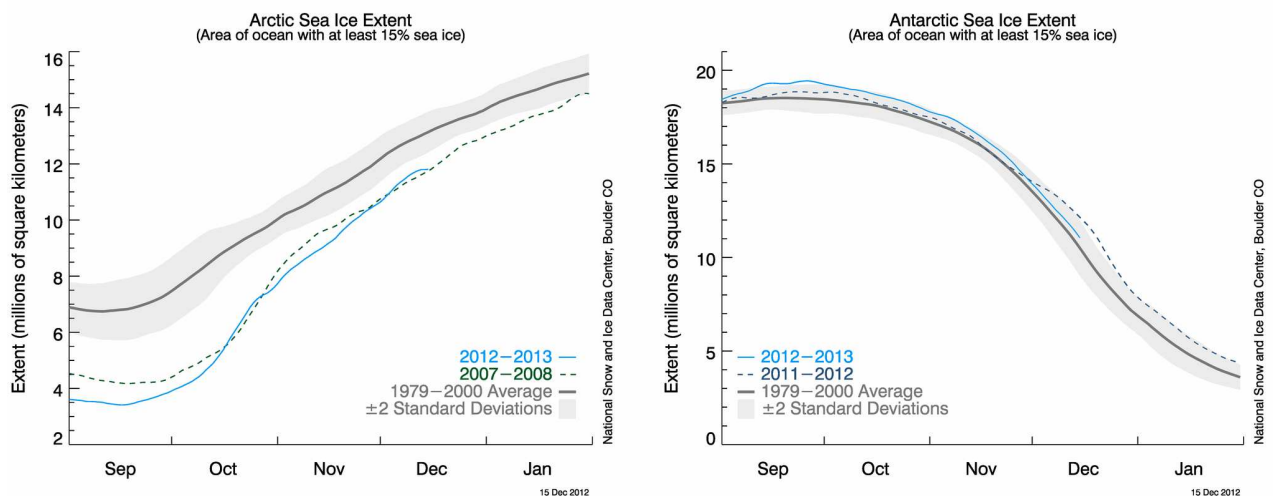 Arctic Sea Ice Extent
(Area of ocean with at least 15% sea ice)
Extent (millions of square kilometers)
16
14
12
10
8
6
4
2
Sep
Oct
Nov
Dec
Jan
2012−2013
2007−2008
1979−2000 Average
±2 Standard Deviations
National Snow and Ice Data Center, Boulder CO
15 Dec 2012
Antarctic Sea Ice Extent
(Area of ocean with at least 15% sea ice)
Extent (millions of square kilometers)
20
15
10
5
0
Sep
Oct
Nov
Dec
Jan
2012−2013
2011−2012
1979−2000 Average
±2 Standard Deviations
National Snow and Ice Data Center, Boulder CO
15 Dec 2012